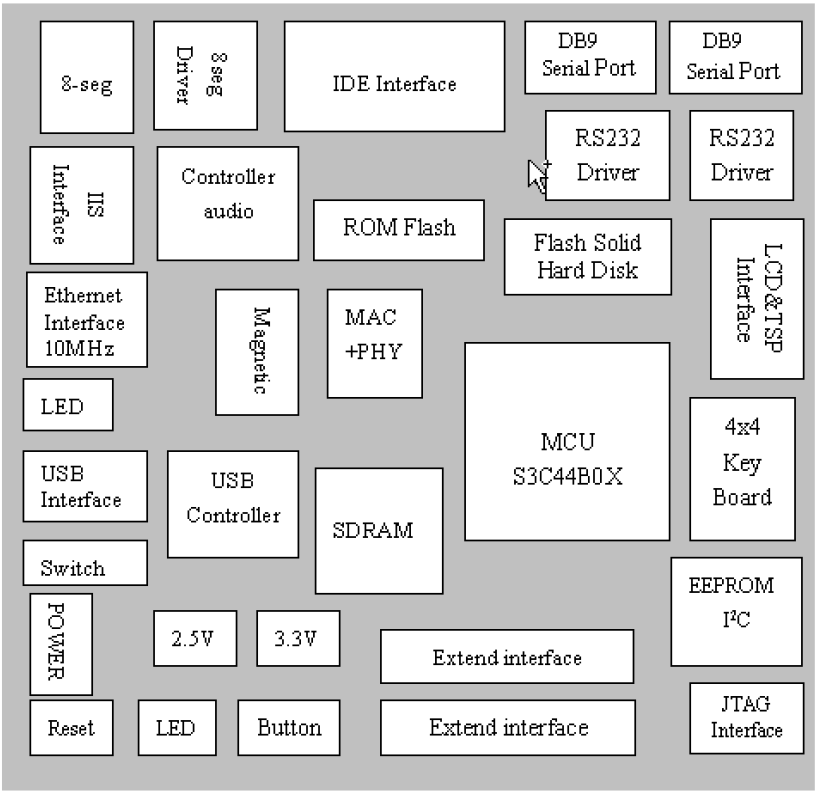 8-seg
8seg
Driver
IDE Interface
DB9
Serial Port
DB9
Serial Port
RS232
Driver
RS232
Driver
IIS
Interface
Controller
audio
ROM Flash
Flash Solid
Hard Disk
LCD&TSP
Interface
Ethernet
Interface
10MHz
Magnetic
MAC
+PHY
LED
MCU
S3C44B0X
4x4
Key
Board
USB
Interface
USB
Controller
SDRAM
Switch
EEPROM
I²C
POWER
2.5V
3.3V
Extend interface
Reset
LED
Button
Extend interface
JTAG
Interface